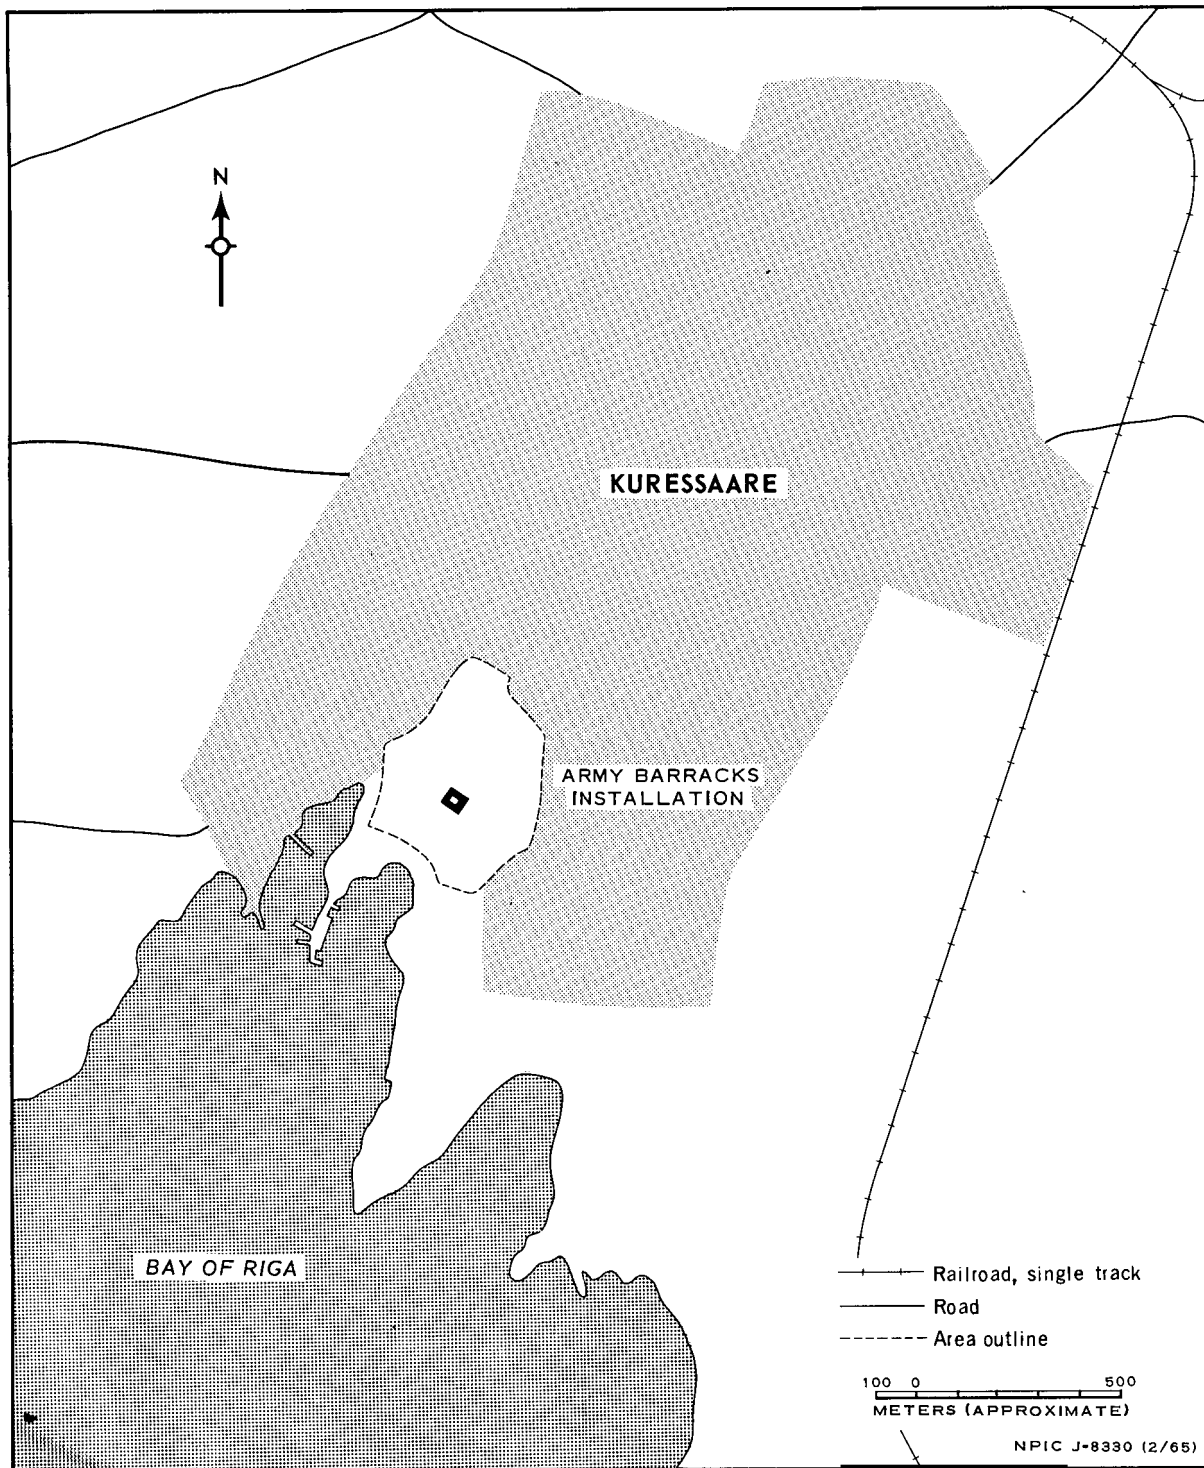 N
KURESSAARE
ARMY BARRACKS
INSTALLATION
BAY OF RIGA
Railroad, single track
Road
Area outline
100 0 500
METERS (APPROXIMATE)
NPIC J-8330 (2/65)